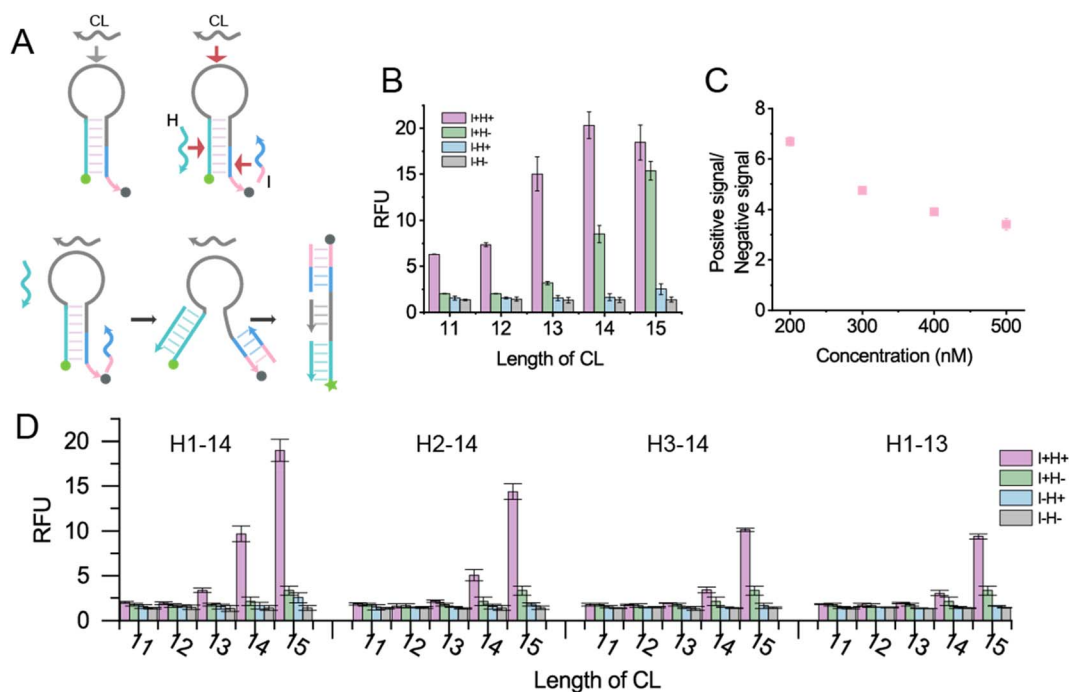 A
CL
CL
H
I
B
I+H+
I+H-
I-H+
I-H-
RFU
20
15
10
5
0
11 12 13 14 15
Length of CL
C
Positive signal/
Negative signal
8
6
4
2
0
200 300 400 500
Concentration (nM)
D
H1-14 H2-14 H3-14 H1-13
I+H+
I+H-
I-H+
I-H-
RFU
20
15
10
5
0
11 12 13 14 15 11 12 13 14 15 11 12 13 14 15 11 12 13 14 15
Length of CL